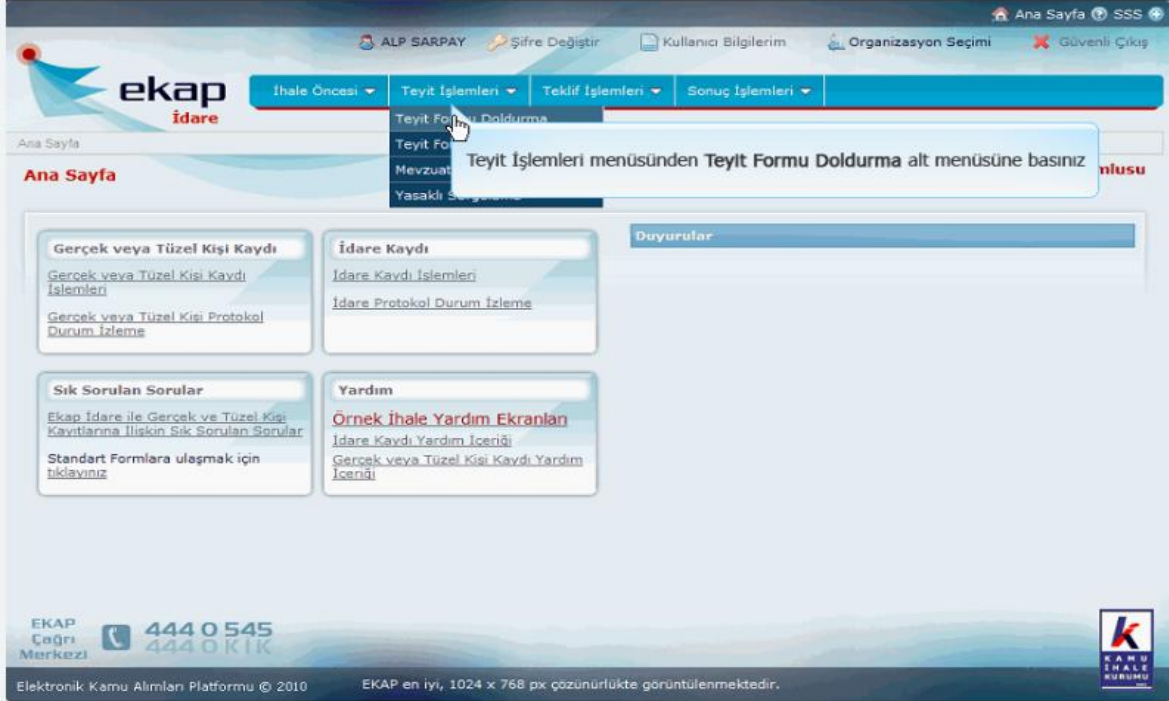 Ana Sayfa SSS
ALP SARPAY Şifre Değiştir Kullanıcı Bilgilerim Organizasyon Seçimi Güvenli Çıkış
ekap
İdare
İhale Öncesi Teyit İşlemleri Teklif İşlemleri Sonuç İşlemleri
Teyit Formu Doldurma
Ana Sayfa
Teyit İşlemleri menüsünden Teyit Formu Doldurma alt menüsüne basınız
Teyit
Mevzuat
Yasaklı
Ana Sayfa
mlusu
Gerçek veya Tüzel Kişi Kaydı
Gerçek veya Tüzel Kişi Kaydı
İşlemleri
Gerçek veya Tüzel Kişi Protokol
Durum İzleme
İdare Kaydı
İdare Kaydı İşlemleri
İdare Protokol Durum İzleme
Duyurular
Sık Sorulan Sorular
Ekap İdare ile Gerçek ve Tüzel Kişi
Kayıtlarına İlişkin Sık Sorulan Sorular
Standart Formlara ulaşmak için
tıklayınız
Yardım
Örnek İhale Yardım Ekranları
İdare Kaydı Yardım İçeriği
Gerçek veya Tüzel Kişi Kaydı Yardım
İçeriği
EKAP
Çağrı
Merkezi
444 0 545
444 0 KİK
KAMU
İHALE
KURUMU
Elektronik Kamu Alımları Platformu © 2010 EKAP en iyi, 1024 x 768 px çözünürlükte görüntülenmektedir.